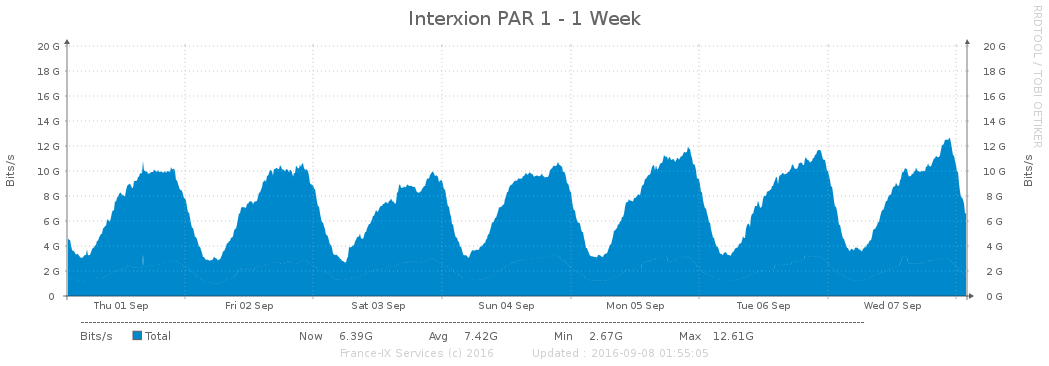 Interxion PAR 1 - 1 Week
RRDTOOL / TOBI OETIKER
Bits/s
20 G
18 G
16 G
14 G
12 G
10 G
8 G
6 G
4 G
2 G
0
20 G
18 G
16 G
14 G
12 G
10 G
8 G
6 G
4 G
2 G
0 G
Bits/s
Thu 01 Sep Fri 02 Sep Sat 03 Sep Sun 04 Sep Mon 05 Sep Tue 06 Sep Wed 07 Sep
Bits/s Total Now 6.39G Avg 7.42G Min 2.67G Max 12.61G
France-IX Services (c) 2016 Updated : 2016-09-08 01:55:05